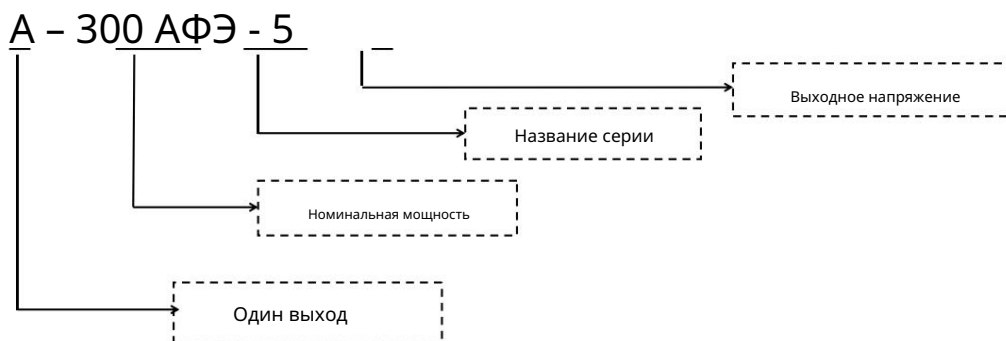 А – 300 АФЭ - 5
Выходное напряжение
Название серии
Номинальная мощность
Один выход